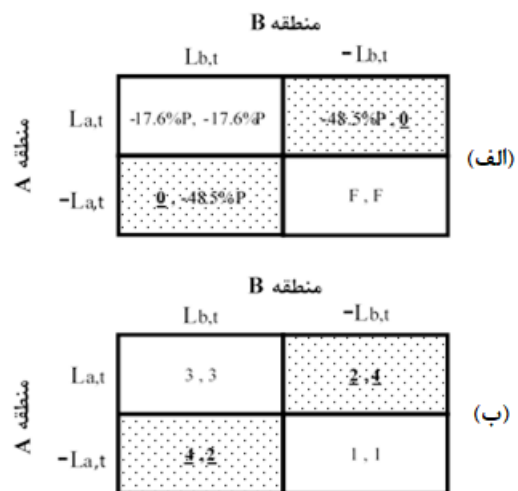 منطقه B
Lb,t −Lb,t
La,t -17.6%P, -17.6%P -48.5%P, 0
(الف)
منطقه A
−La,t 0, -48.5%P F , F
منطقه B
Lb,t −Lb,t
La,t 3 , 3 2 , 4
(ب)
منطقه A
−La,t 4 , 2 1 , 1